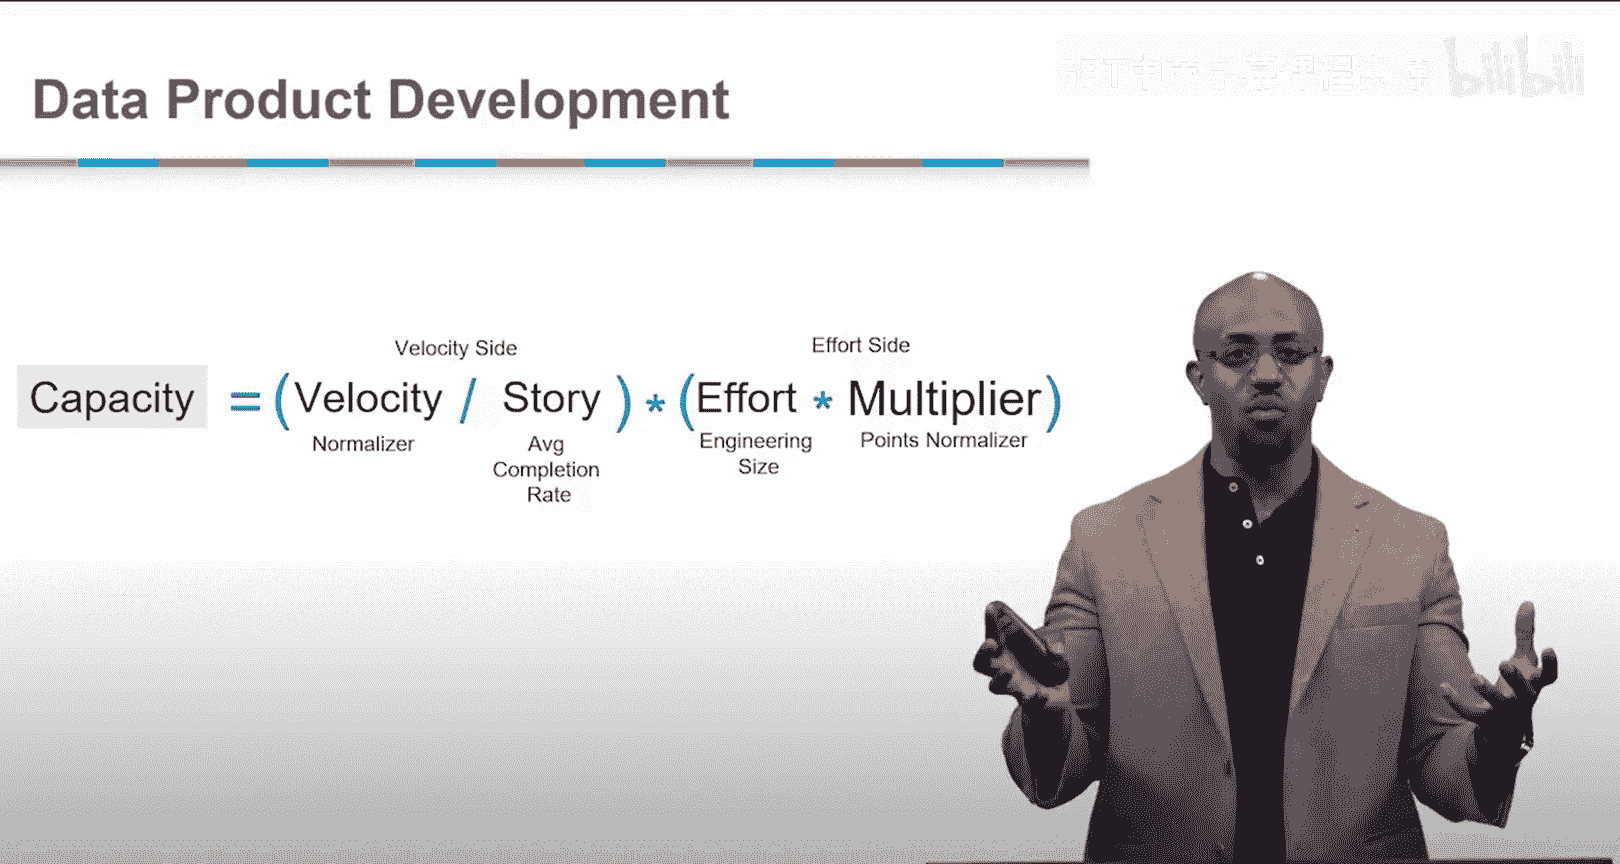 bilibili
Data Product Development
Velocity Side
Effort Side
Capacity = (Velocity / Story) * (Effort * Multiplier)
Normalizer
Avg
Completion
Rate
Engineering
Size
Points Normalizer